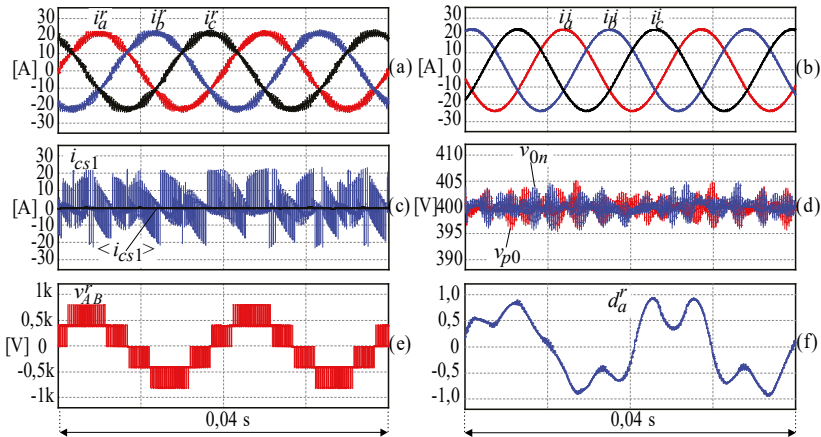 i_a^r i_b^r i_c^r
30
20
10
[A] 0
-10
-20
-30
(a)
i_a^i i_b^i i_c^i
30
20
10
[A] 0
-10
-20
-30
(b)
i_cs1
30
20
10
[A] 0
-10
-20
-30
<i_cs1>
(c)
v_0n
410
405
[V] 400
395
390
v_p0
(d)
v_AB^r
1k
0,5k
[V] 0
-0,5k
-1k
(e)
d_a^r
1,0
0,5
0
-0,5
-1,0
(f)
0,04 s
0,04 s